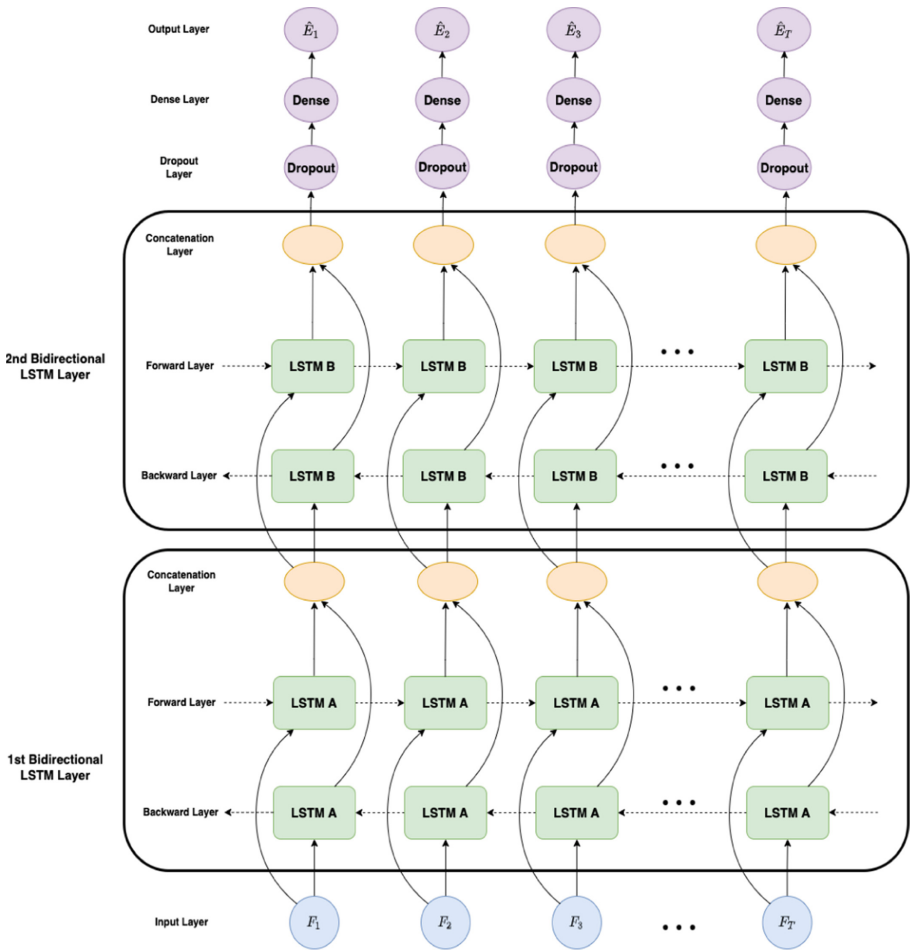 Output Layer Ê₁ Ê₂ Ê₃ Ê_T
Dense Layer Dense Dense Dense Dense
Dropout
Layer
Dropout Dropout Dropout Dropout
Concatenation
Layer
2nd Bidirectional
LSTM Layer
Forward Layer LSTM B LSTM B LSTM B ... LSTM B
Backward Layer LSTM B LSTM B LSTM B ... LSTM B
Concatenation
Layer
Forward Layer LSTM A LSTM A LSTM A ... LSTM A
1st Bidirectional
LSTM Layer
Backward Layer LSTM A LSTM A LSTM A ... LSTM A
Input Layer F₁ F₂ F₃ ... F_T